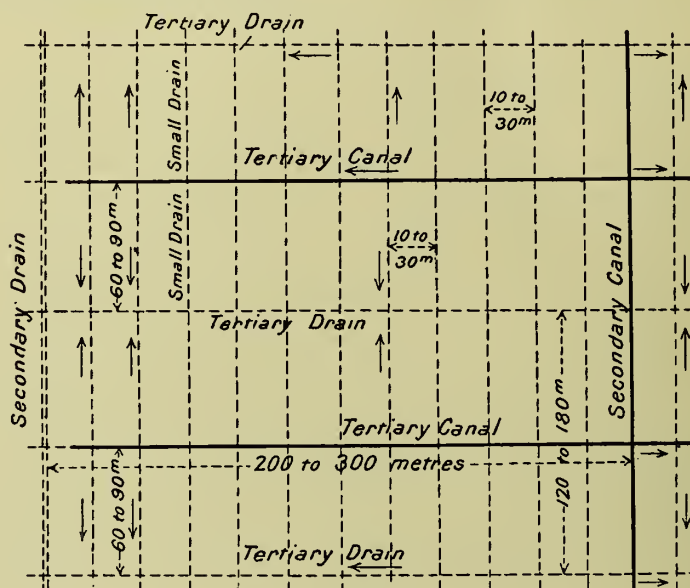 Tertiary Drain
Small Drain
10 to
30m
Tertiary Canal
60 to 90m
Small Drain
10 to
30m
Secondary Drain
Secondary Canal
Tertiary Drain
Tertiary Canal
120 to 180m
200 to 300 metres
60 to 90m
Tertiary Drain